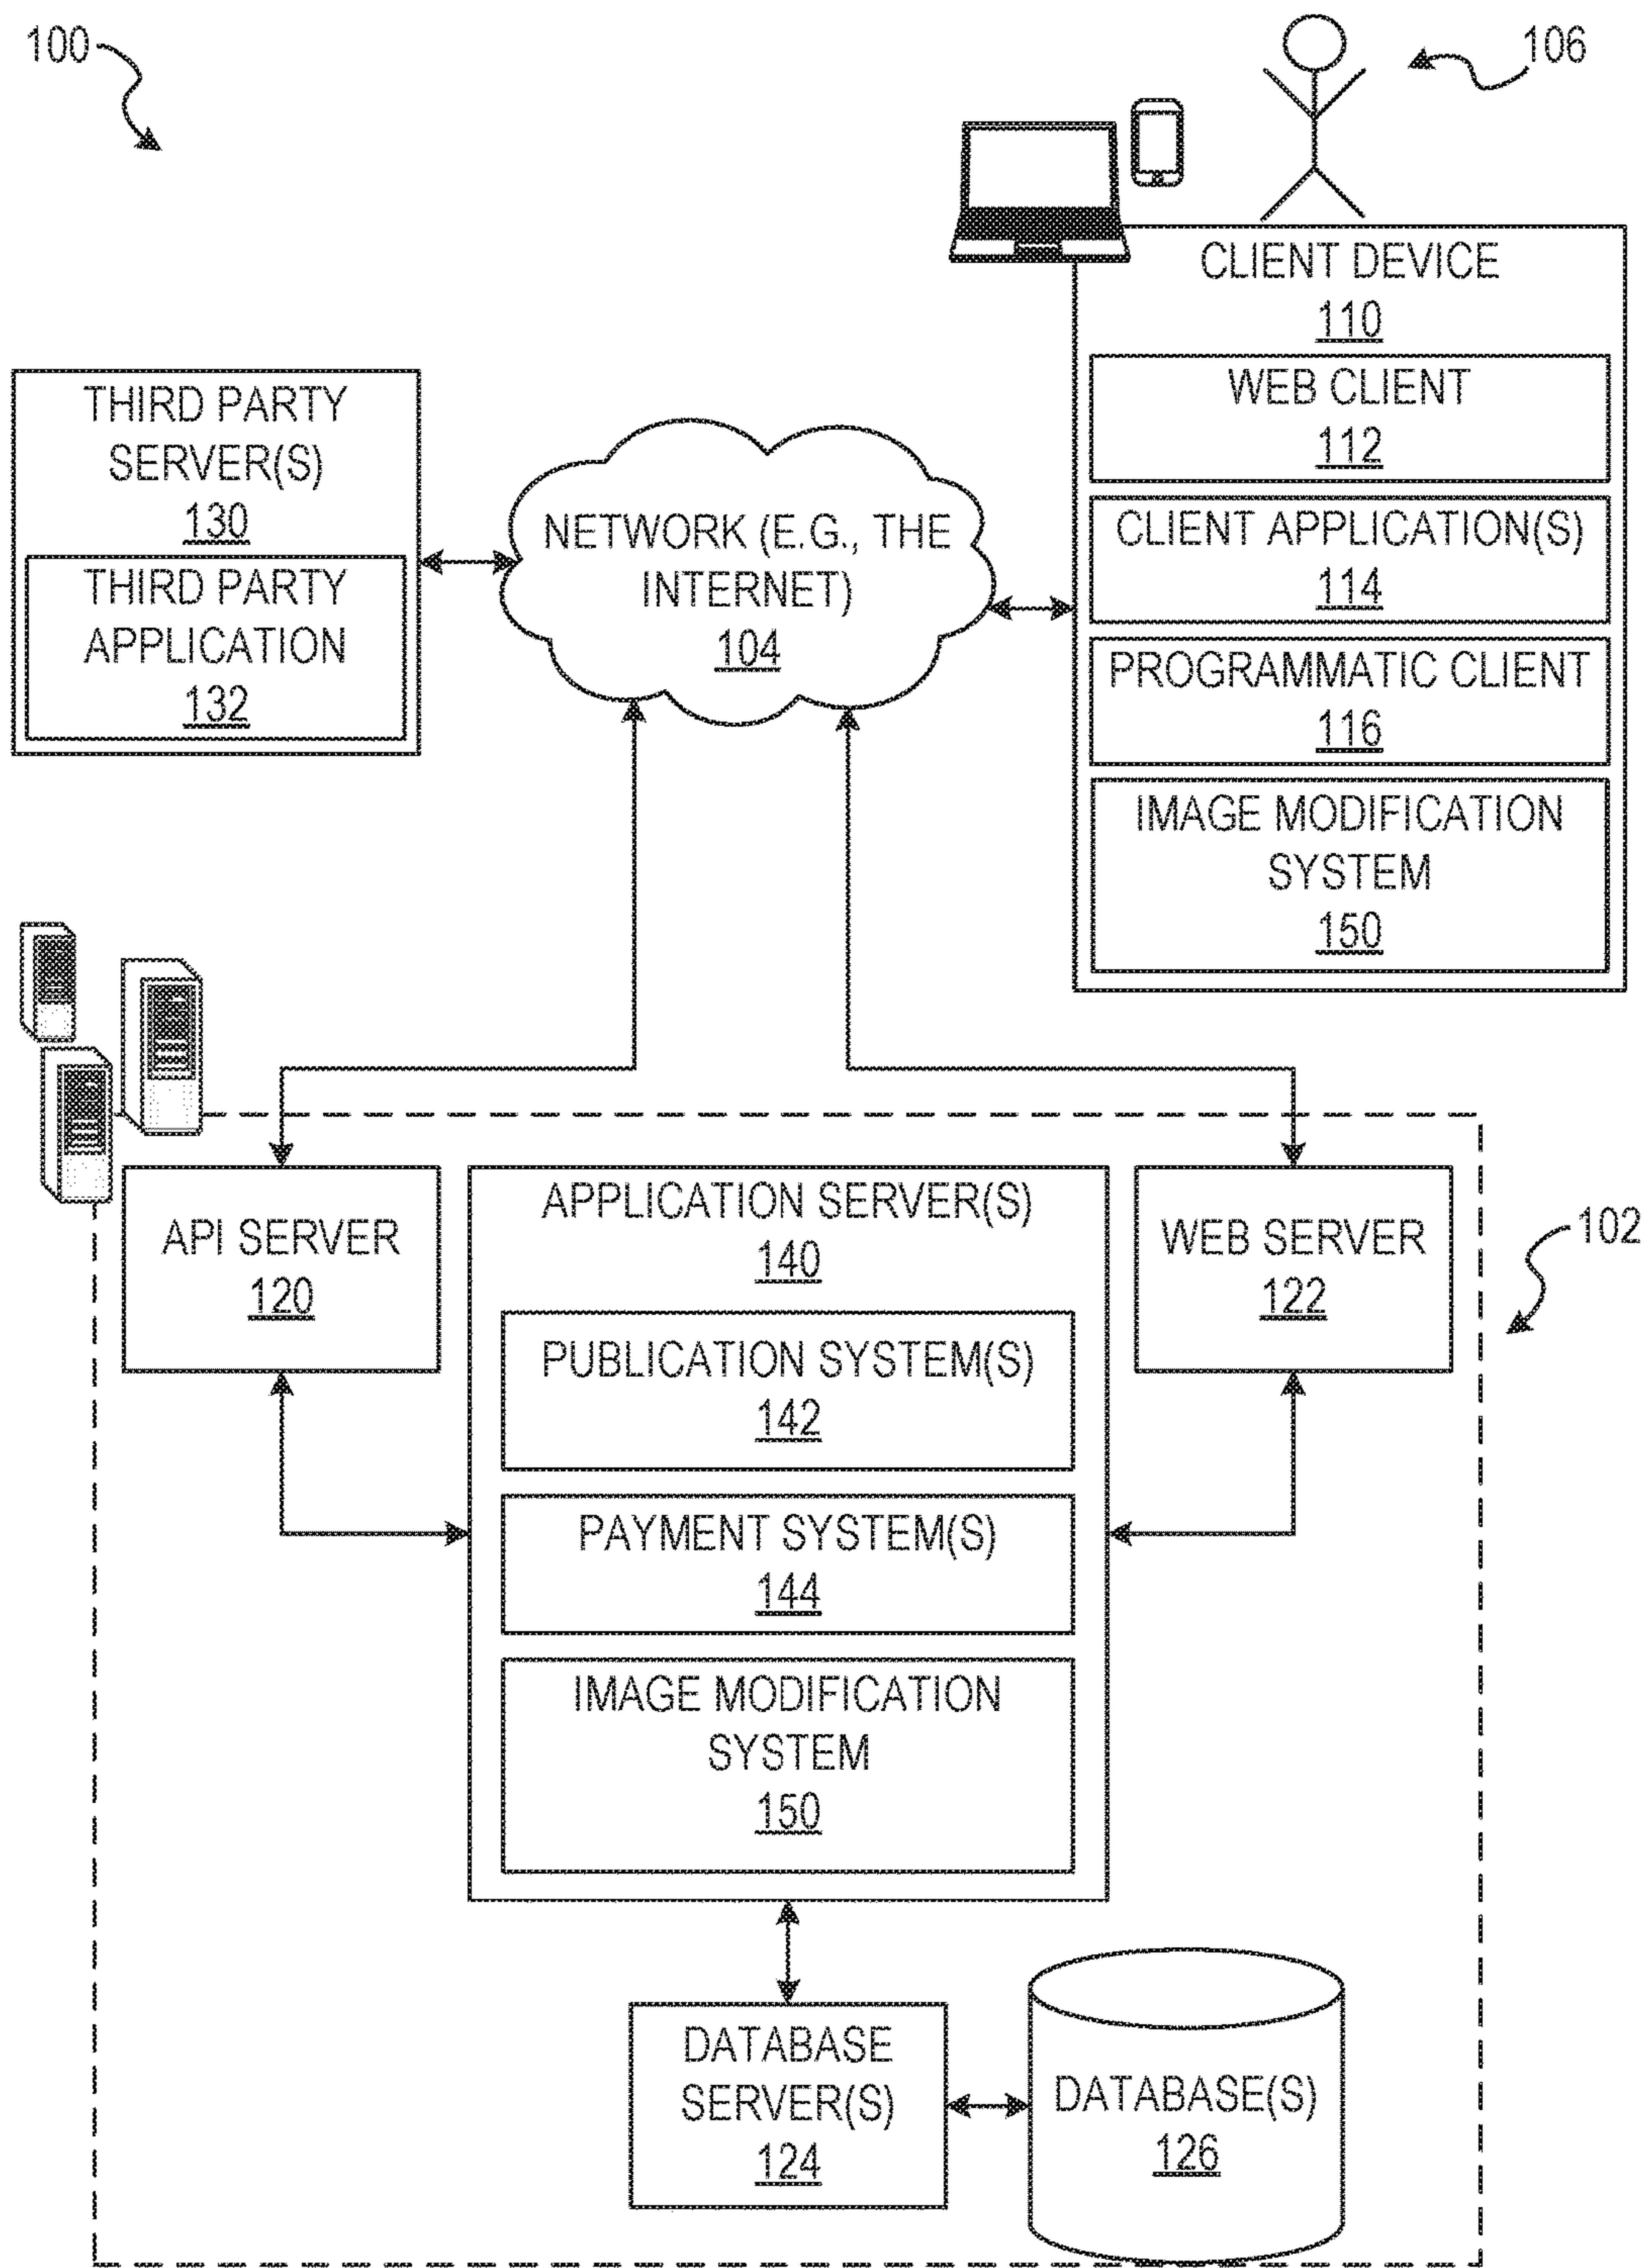 100
106
CLIENT DEVICE
110
WEB CLIENT
112
CLIENT APPLICATION(S)
114
PROGRAMMATIC CLIENT
116
IMAGE MODIFICATION
SYSTEM
150
THIRD PARTY
SERVER(S)
130
THIRD PARTY
APPLICATION
132
NETWORK (E.G., THE
INTERNET)
104
API SERVER
120
APPLICATION SERVER(S)
140
PUBLICATION SYSTEM(S)
142
PAYMENT SYSTEM(S)
144
IMAGE MODIFICATION
SYSTEM
150
WEB SERVER
122
102
DATABASE
SERVER(S)
124
DATABASE(S)
126